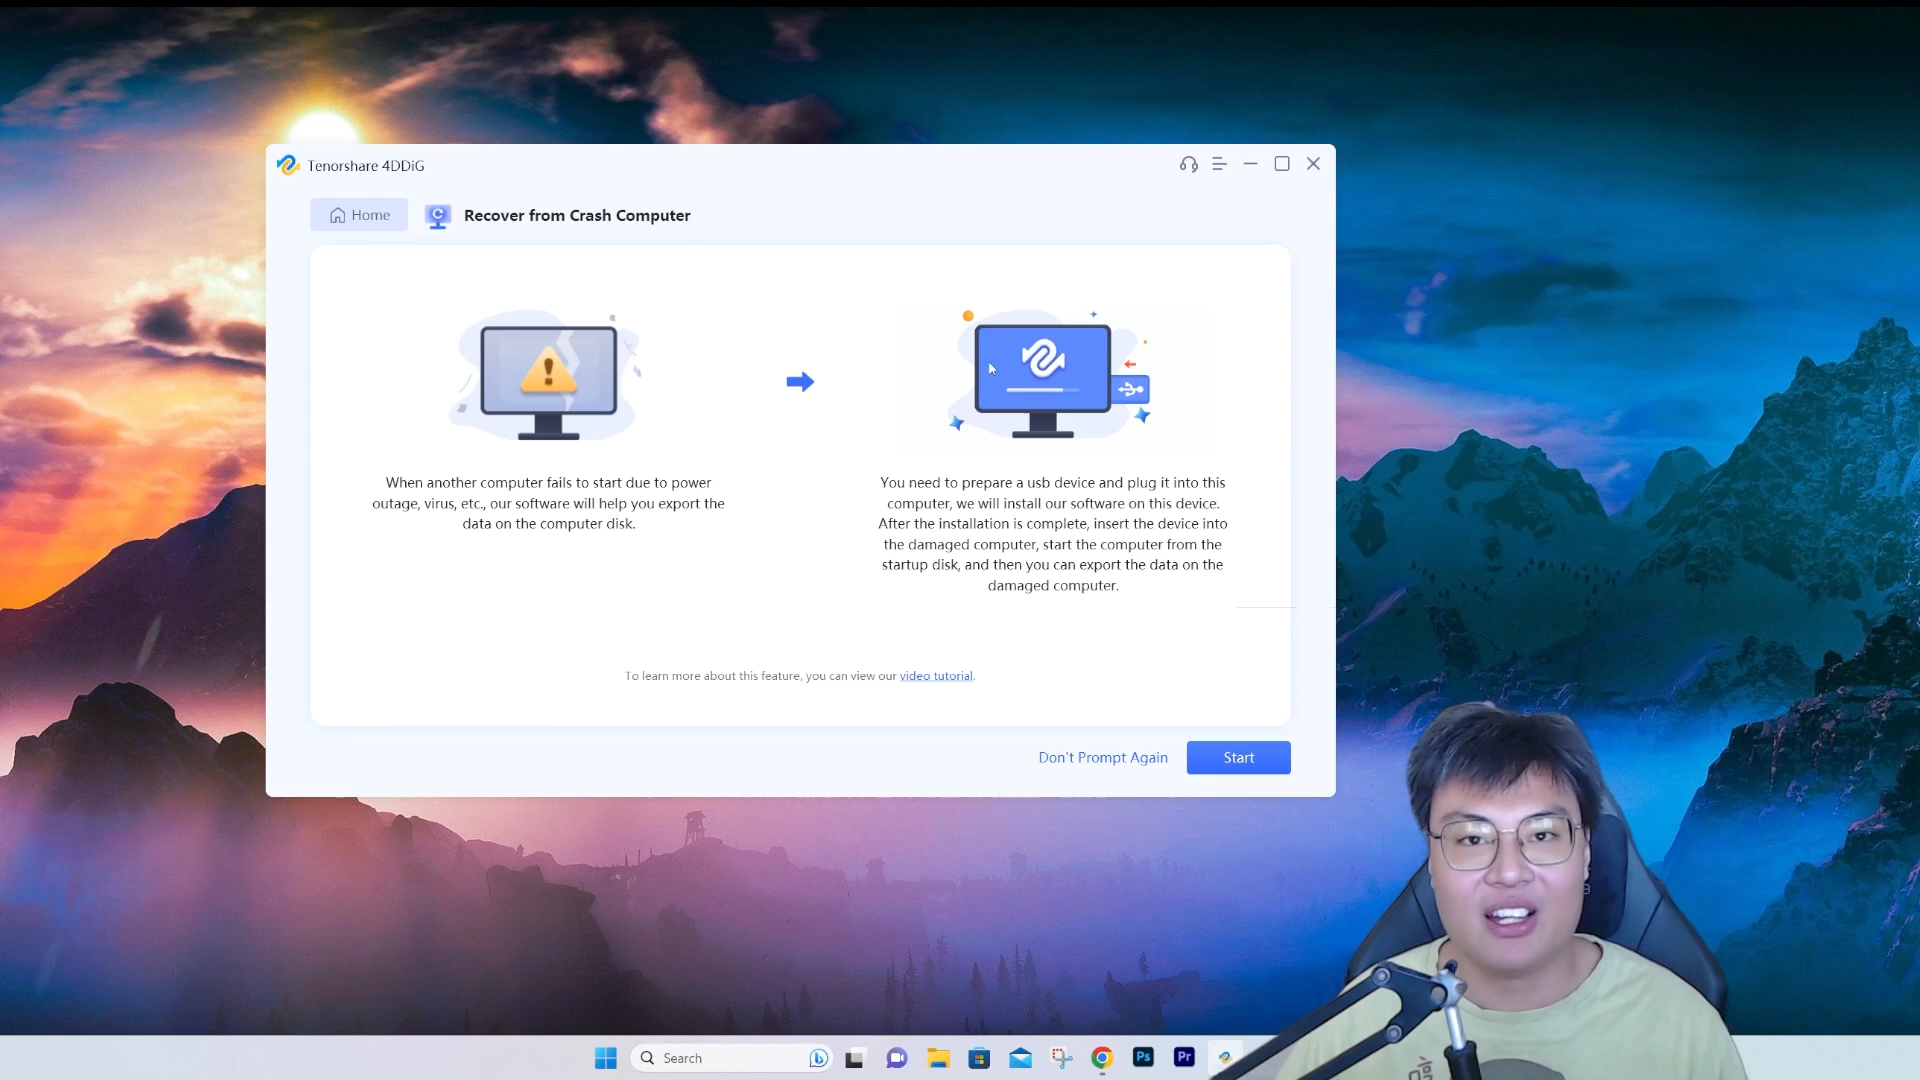 Tenorshare 4DDiG
Home
Recover from Crash Computer
When another computer fails to start due to power
outage, virus, etc., our software will help you export the
data on the computer disk.
You need to prepare a usb device and plug it into this
computer, we will install our software on this device.
After the installation is complete, insert the device into
the damaged computer, start the computer from the
startup disk, and then you can export the data on the
damaged computer.
To learn more about this feature, you can view our video tutorial.
Don't Prompt Again
Start
Search
Ps
Pr